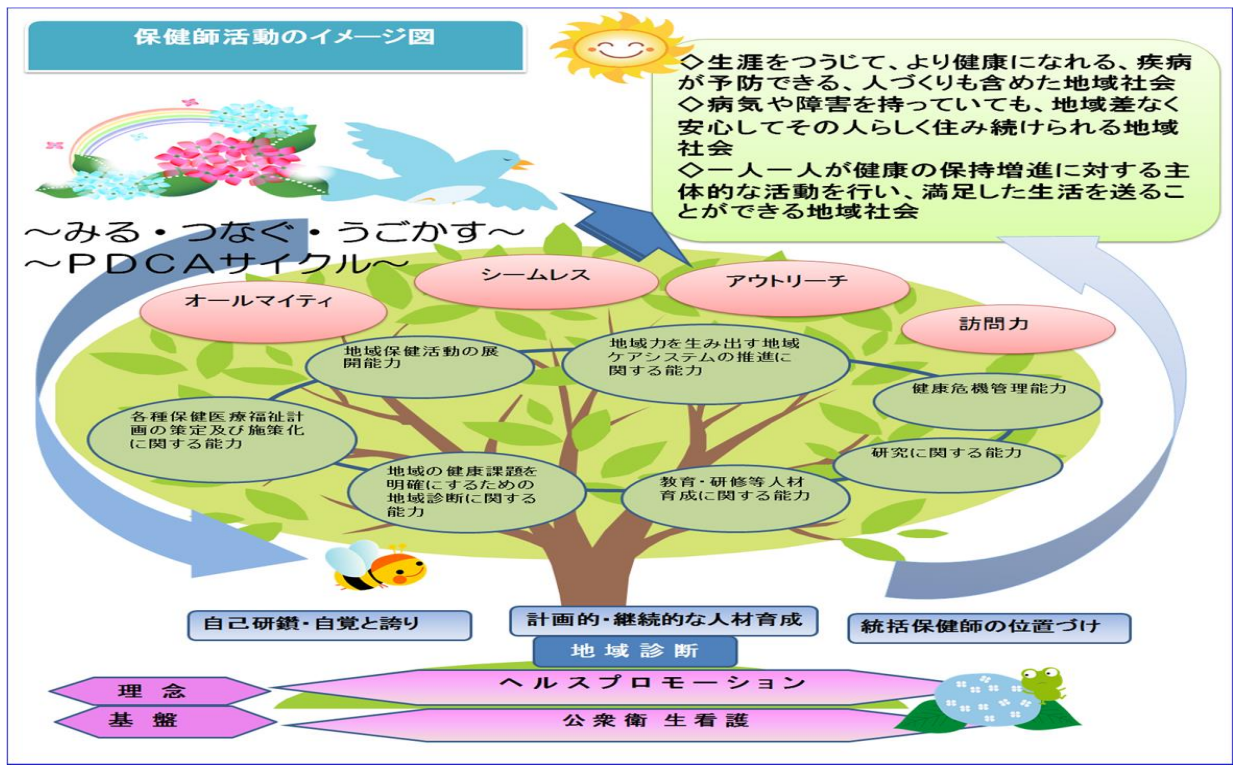 保健師活動のイメージ図
◇生涯をつうじて、より健康になれる、疾病
が予防できる、人づくりも含めた地域社会
◇病気や障害を持っていても、地域差なく
安心してその人らしく住み続けられる地域
社会
◇一人一人が健康の保持増進に対する主
体的な活動を行い、満足した生活を送るこ
とができる地域社会
～みる・つなぐ・うごかす～
～ＰＤＣＡサイクル～
オールマイティ
シームレス
アウトリーチ
訪問力
地域保健活動の展
開能力
地域力を生み出す地域
ケアシステムの推進に
関する能力
健康危機管理能力
各種保健医療福祉計
画の策定及び施策化
に関する能力
研究に関する能力
地域の健康課題を
明確にするための
地域診断に関する
能力
教育・研修等人材
育成に関する能力
自己研鑽・自覚と誇り
計画的・継続的な人材育成
統括保健師の位置づけ
地域診断
理念
ヘルスプロモーション
基盤
公衆衛生看護